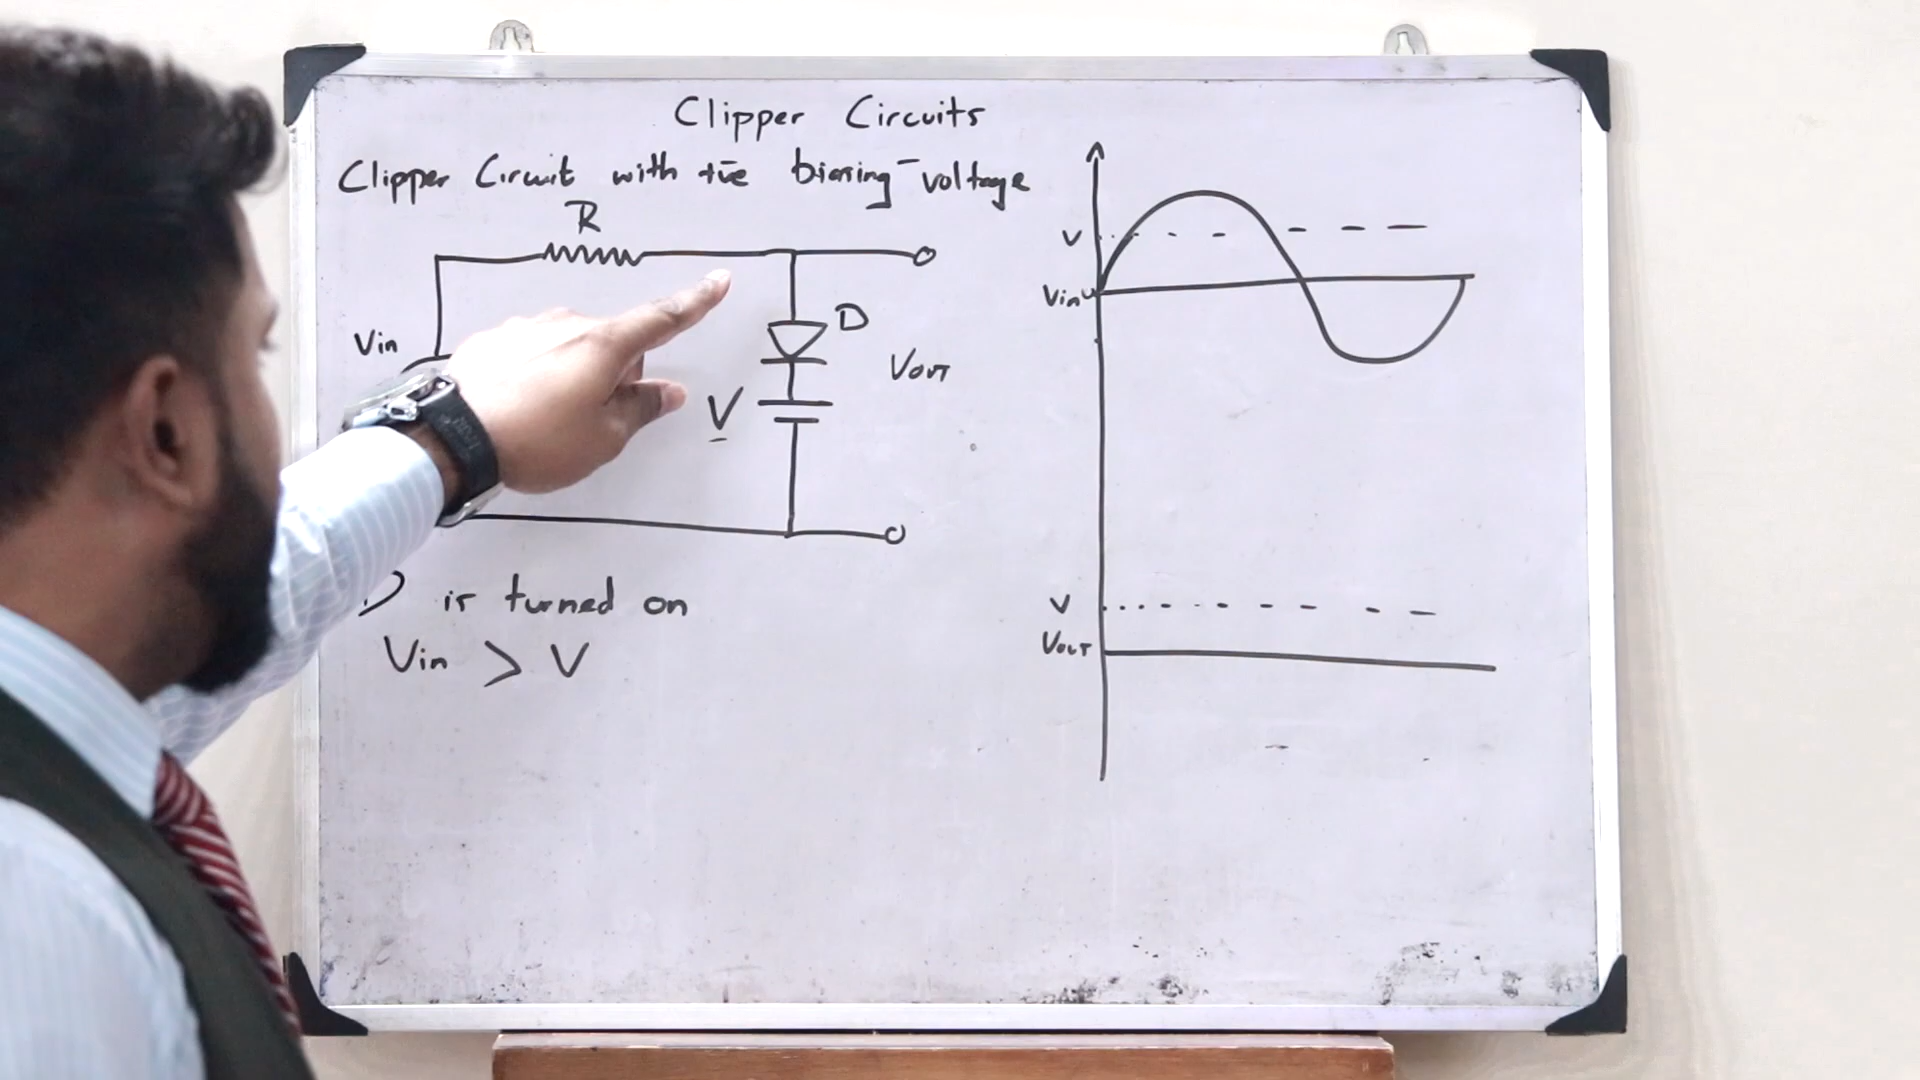 Clipper Circuits
Clipper Circuit with +ve biasing voltage
R
Vin
D
V
VOUT
D is turned on
Vin > V
V
Vin
V
VOUT